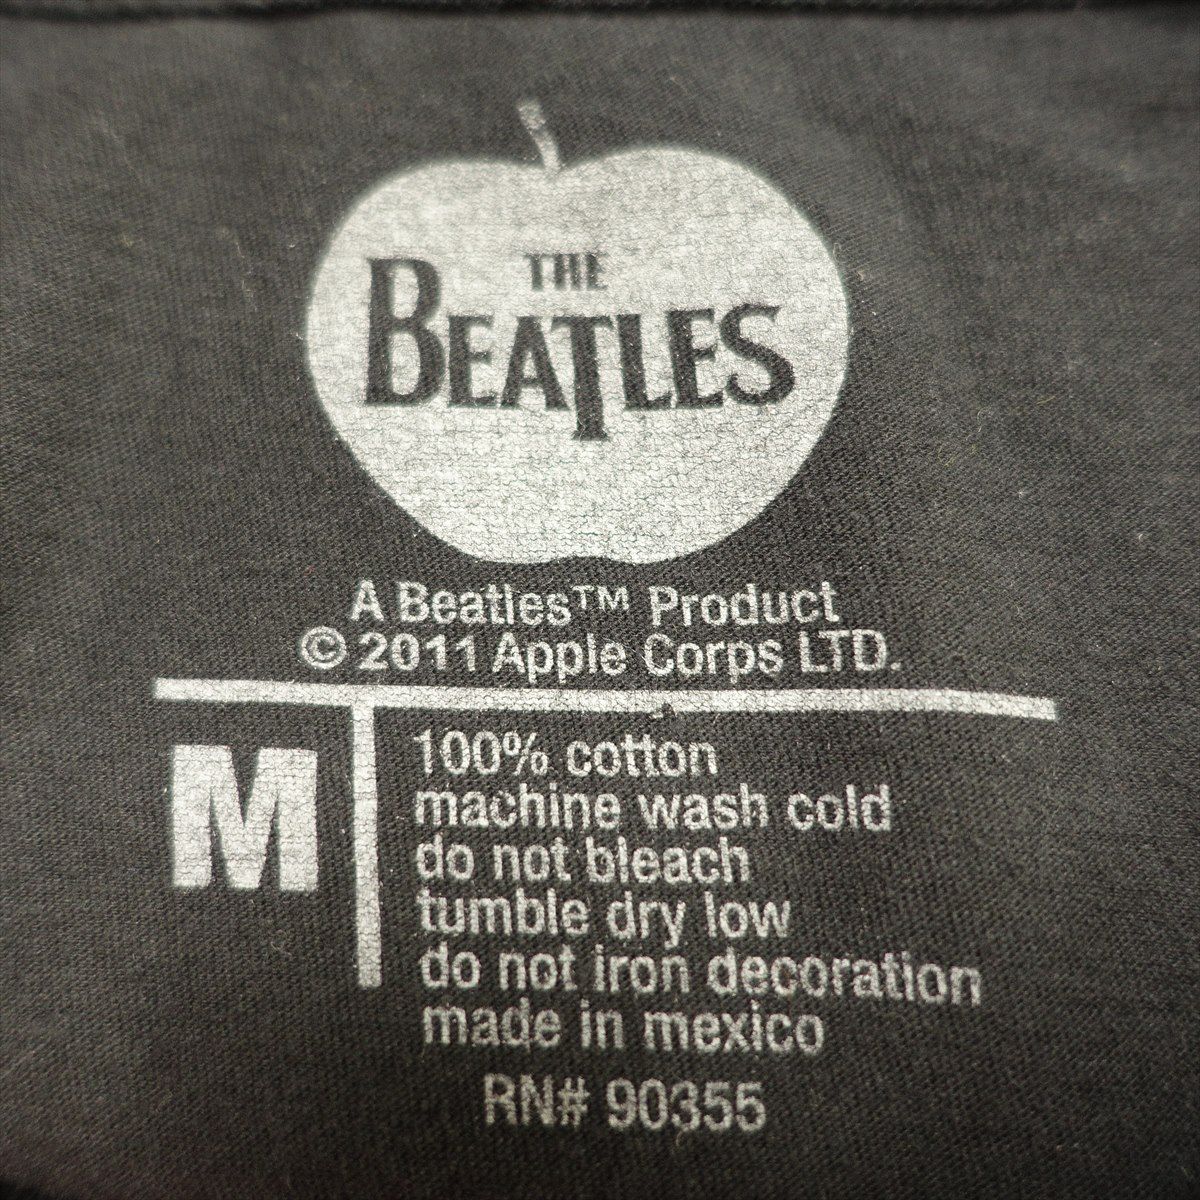 THE
BEATLES
A Beatles™ Product
© 2011 Apple Corps LTD.
M
100% cotton
machine wash cold
do not bleach
tumble dry low
do not iron decoration
made in mexico
RN# 90355